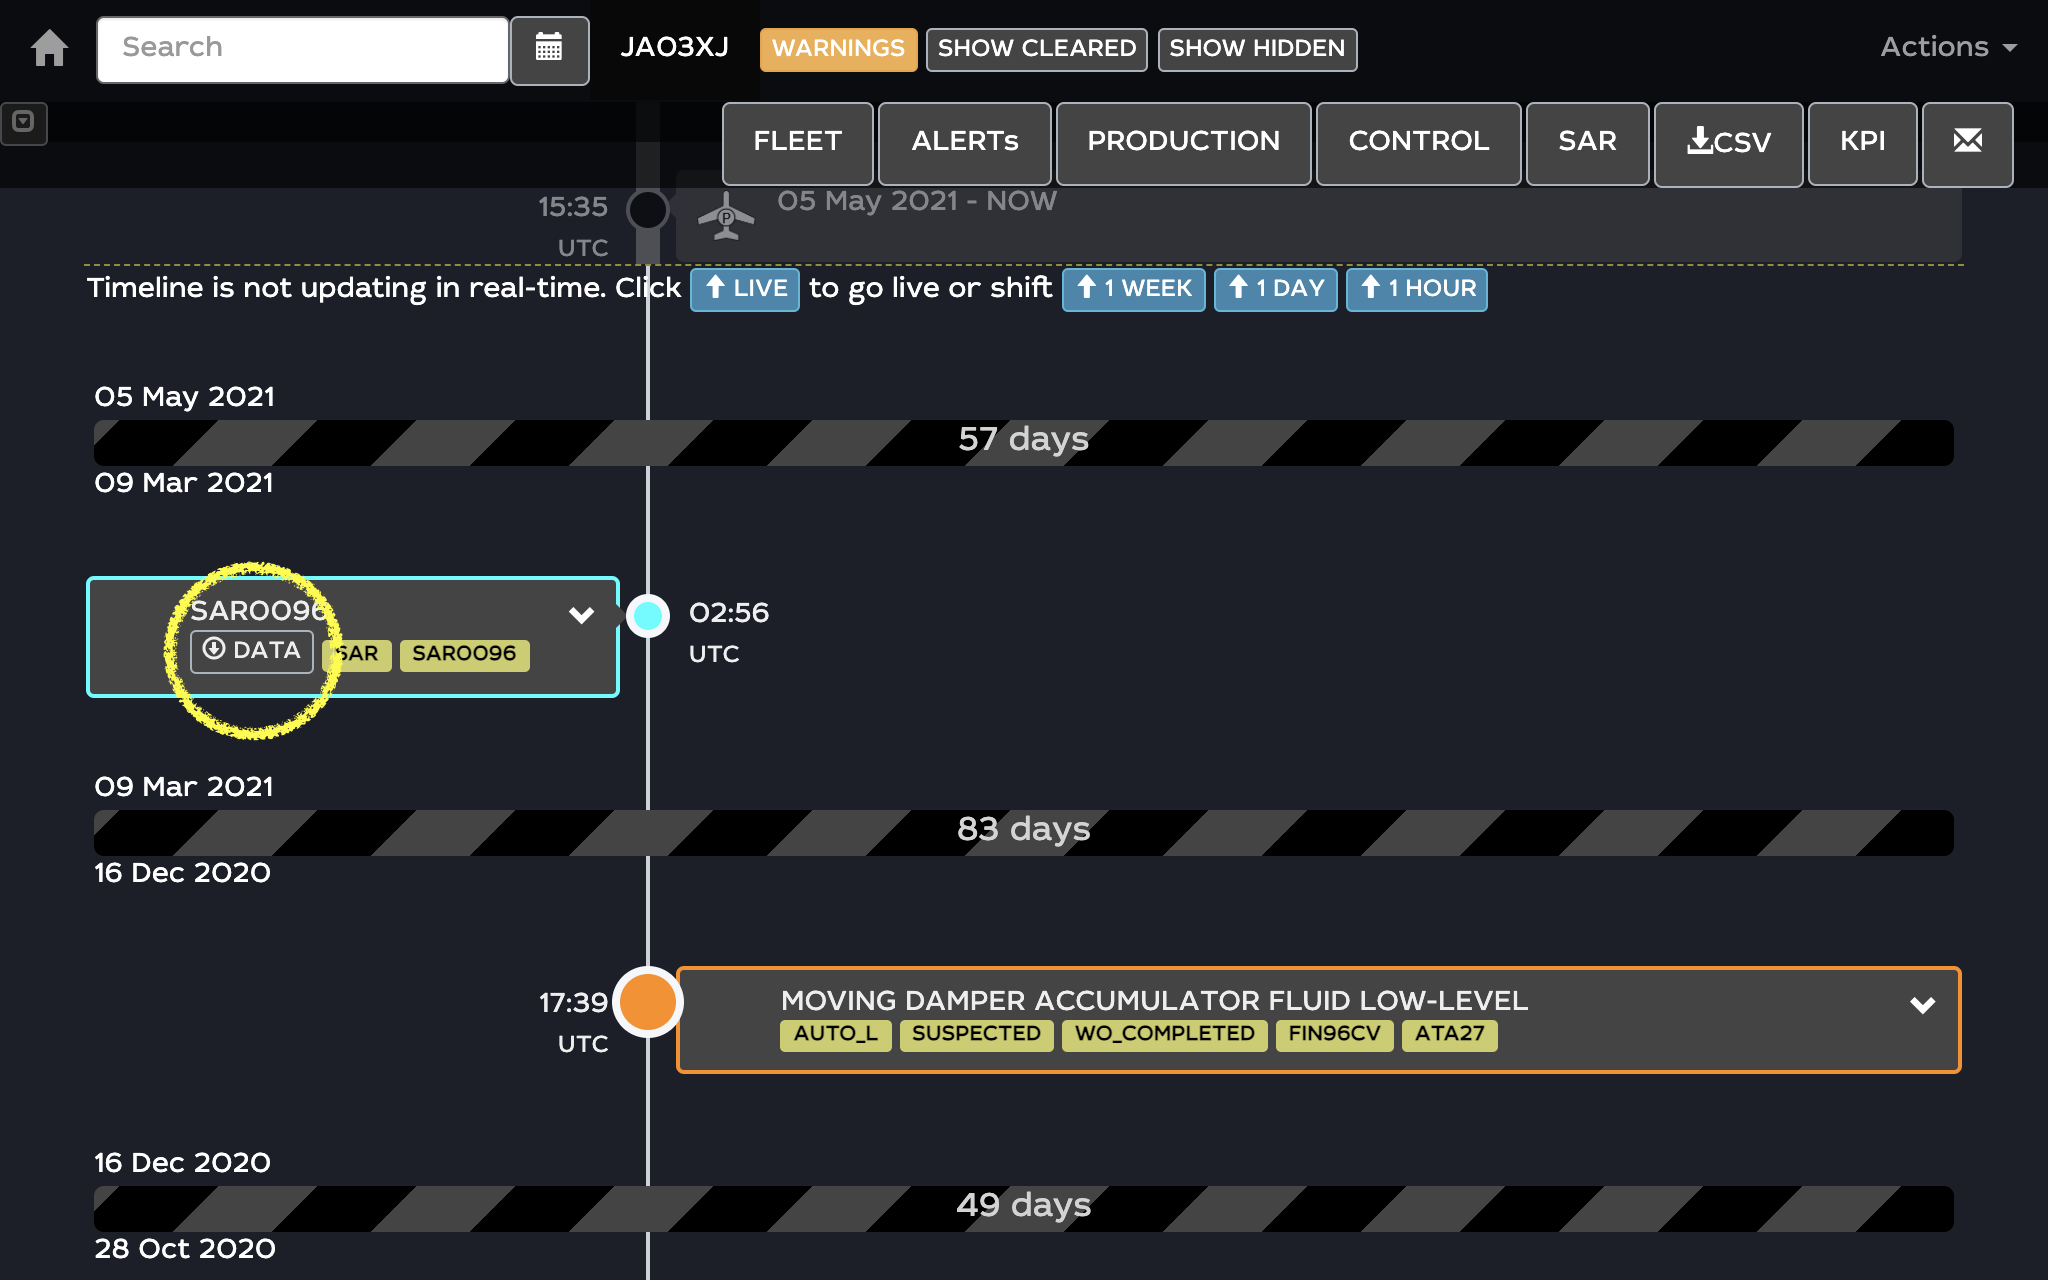 Search
JA03XJ
WARNINGS
SHOW CLEARED
SHOW HIDDEN
Actions
FLEET
ALERTs
PRODUCTION
CONTROL
SAR
CSV
KPI
15:35
UTC
P
05 May 2021 - NOW
Timeline is not updating in real-time. Click LIVE to go live or shift 1 WEEK 1 DAY 1 HOUR
05 May 2021
57 days
09 Mar 2021
SAR0096
DATA SAR SAR0096
02:56
UTC
09 Mar 2021
83 days
16 Dec 2020
17:39
UTC
MOVING DAMPER ACCUMULATOR FLUID LOW-LEVEL
AUTO_L SUSPECTED WO_COMPLETED FIN96CV ATA27
16 Dec 2020
49 days
28 Oct 2020